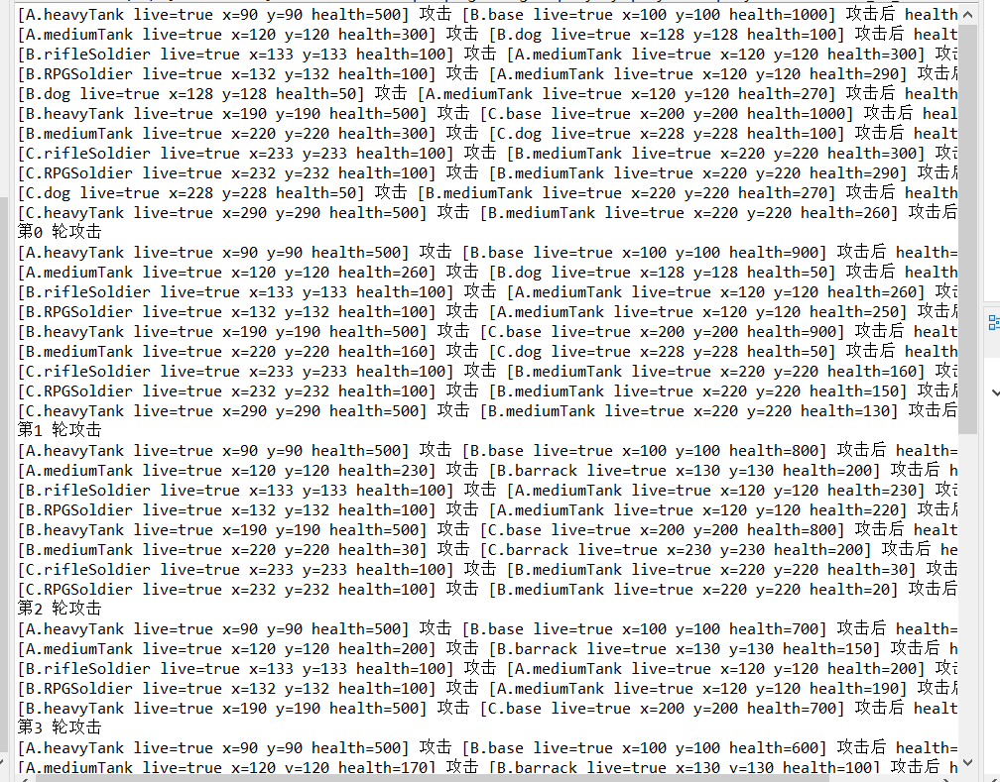 [A.heavyTank live=true x=90 y=90 health=500] 攻击 [B.base live=true x=100 y=100 health=1000] 攻击后 health
[A.mediumTank live=true x=120 y=120 health=300] 攻击 [B.dog live=true x=128 y=128 health=100] 攻击后 healt
[B.rifleSoldier live=true x=133 y=133 health=100] 攻击 [A.mediumTank live=true x=120 y=120 health=300] 攻击
[B.RPGSoldier live=true x=132 y=132 health=100] 攻击 [A.mediumTank live=true x=120 y=120 health=290] 攻击后
[B.dog live=true x=128 y=128 health=50] 攻击 [A.mediumTank live=true x=120 y=120 health=270] 攻击后 health
[B.heavyTank live=true x=190 y=190 health=500] 攻击 [C.base live=true x=200 y=200 health=1000] 攻击后 heal
[B.mediumTank live=true x=220 y=220 health=300] 攻击 [C.dog live=true x=228 y=228 health=100] 攻击后 healt
[C.rifleSoldier live=true x=233 y=233 health=100] 攻击 [B.mediumTank live=true x=220 y=220 health=300] 攻击
[C.RPGSoldier live=true x=232 y=232 health=100] 攻击 [B.mediumTank live=true x=220 y=220 health=290] 攻击后
[C.dog live=true x=228 y=228 health=50] 攻击 [B.mediumTank live=true x=220 y=220 health=270] 攻击后 health
[C.heavyTank live=true x=290 y=290 health=500] 攻击 [B.mediumTank live=true x=220 y=220 health=260] 攻击后
第0 轮攻击
[A.heavyTank live=true x=90 y=90 health=500] 攻击 [B.base live=true x=100 y=100 health=900] 攻击后 health=
[A.mediumTank live=true x=120 y=120 health=260] 攻击 [B.dog live=true x=128 y=128 health=50] 攻击后 health
[B.rifleSoldier live=true x=133 y=133 health=100] 攻击 [A.mediumTank live=true x=120 y=120 health=260] 攻击
[B.RPGSoldier live=true x=132 y=132 health=100] 攻击 [A.mediumTank live=true x=120 y=120 health=250] 攻击后
[B.heavyTank live=true x=190 y=190 health=500] 攻击 [C.base live=true x=200 y=200 health=900] 攻击后 healt
[B.mediumTank live=true x=220 y=220 health=160] 攻击 [C.dog live=true x=228 y=228 health=50] 攻击后 health
[C.rifleSoldier live=true x=233 y=233 health=100] 攻击 [B.mediumTank live=true x=220 y=220 health=160] 攻击
[C.RPGSoldier live=true x=232 y=232 health=100] 攻击 [B.mediumTank live=true x=220 y=220 health=150] 攻击后
[C.heavyTank live=true x=290 y=290 health=500] 攻击 [B.mediumTank live=true x=220 y=220 health=130] 攻击后
第1 轮攻击
[A.heavyTank live=true x=90 y=90 health=500] 攻击 [B.base live=true x=100 y=100 health=800] 攻击后 health=
[A.mediumTank live=true x=120 y=120 health=230] 攻击 [B.barrack live=true x=130 y=130 health=200] 攻击后 h
[B.rifleSoldier live=true x=133 y=133 health=100] 攻击 [A.mediumTank live=true x=120 y=120 health=230] 攻击
[B.RPGSoldier live=true x=132 y=132 health=100] 攻击 [A.mediumTank live=true x=120 y=120 health=220] 攻击后
[B.heavyTank live=true x=190 y=190 health=500] 攻击 [C.base live=true x=200 y=200 health=800] 攻击后 healt
[B.mediumTank live=true x=220 y=220 health=30] 攻击 [C.barrack live=true x=230 y=230 health=200] 攻击后 he
[C.rifleSoldier live=true x=233 y=233 health=100] 攻击 [B.mediumTank live=true x=220 y=220 health=30] 攻击
[C.RPGSoldier live=true x=232 y=232 health=100] 攻击 [B.mediumTank live=true x=220 y=220 health=20] 攻击后
第2 轮攻击
[A.heavyTank live=true x=90 y=90 health=500] 攻击 [B.base live=true x=100 y=100 health=700] 攻击后 health=
[A.mediumTank live=true x=120 y=120 health=200] 攻击 [B.barrack live=true x=130 y=130 health=150] 攻击后 h
[B.rifleSoldier live=true x=133 y=133 health=100] 攻击 [A.mediumTank live=true x=120 y=120 health=200] 攻击
[B.RPGSoldier live=true x=132 y=132 health=100] 攻击 [A.mediumTank live=true x=120 y=120 health=190] 攻击后
[B.heavyTank live=true x=190 y=190 health=500] 攻击 [C.base live=true x=200 y=200 health=700] 攻击后 healt
第3 轮攻击
[A.heavyTank live=true x=90 y=90 health=500] 攻击 [B.base live=true x=100 y=100 health=600] 攻击后 health=
[A.mediumTank live=true x=120 y=120 health=170] 攻击 [B.barrack live=true x=130 y=130 health=100] 攻击后 h